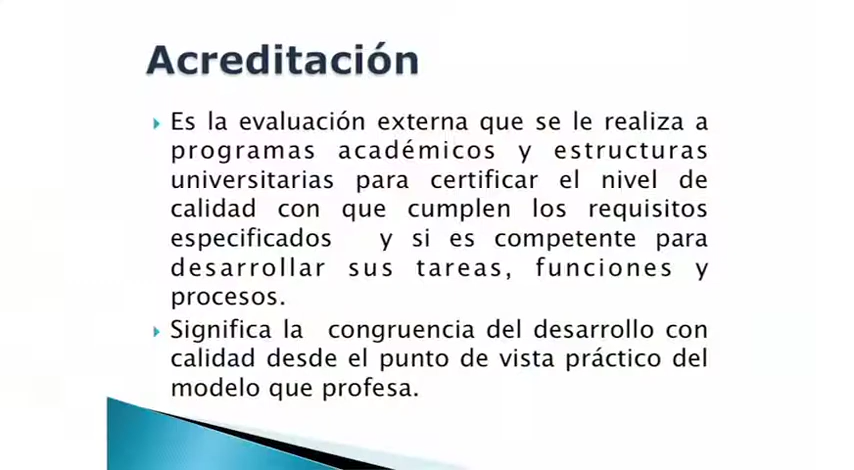 Acreditación
Es la evaluación externa que se le realiza a
programas académicos y estructuras
universitarias para certificar el nivel de
calidad con que cumplen los requisitos
especificados y si es competente para
desarrollar sus tareas, funciones y
procesos.
Significa la congruencia del desarrollo con
calidad desde el punto de vista práctico del
modelo que profesa.